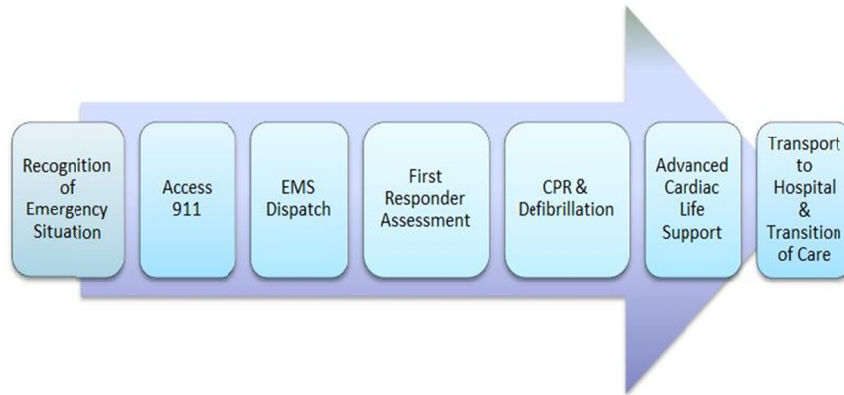 Recognition
of
Emergency
Situation
Access
911
EMS
Dispatch
First
Responder
Assessment
CPR &
Defibrillation
Advanced
Cardiac
Life
Support
Transport
to
Hospital
&
Transition
of Care